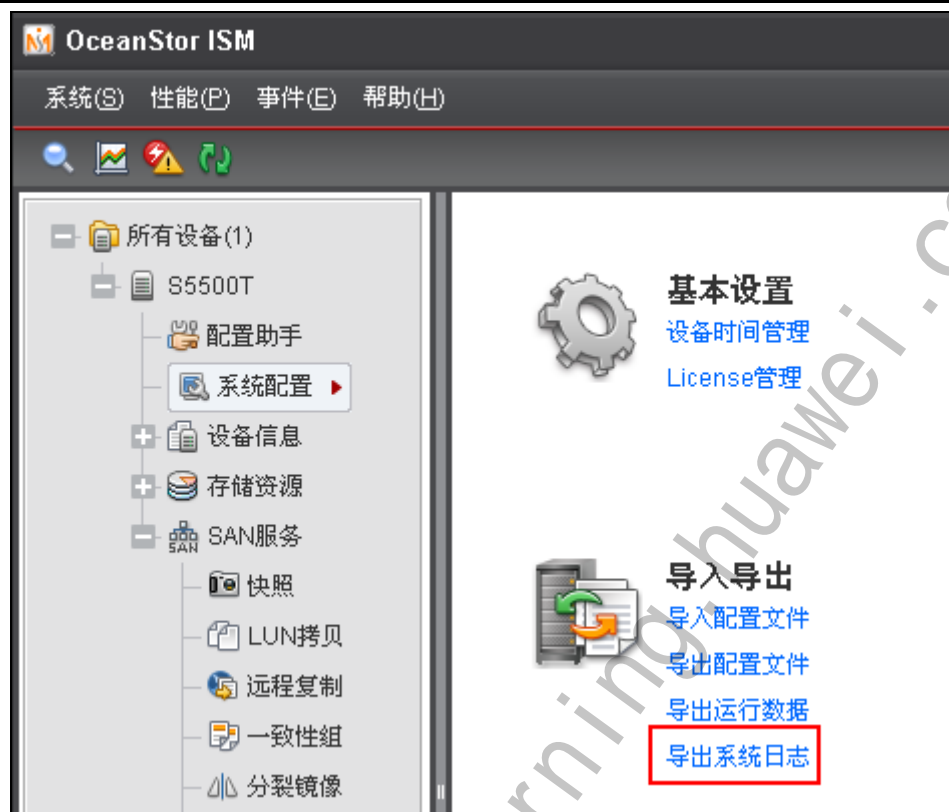 OceanStor ISM
系统(S) 性能(P) 事件(E) 帮助(H)
所有设备(1)
S5500T
配置助手
系统配置
设备信息
存储资源
SAN服务
SAN
快照
LUN拷贝
远程复制
一致性组
分裂镜像
基本设置
设备时间管理
License管理
导入导出
导入配置文件
导出配置文件
导出运行数据
导出系统日志
rning.huawei.c